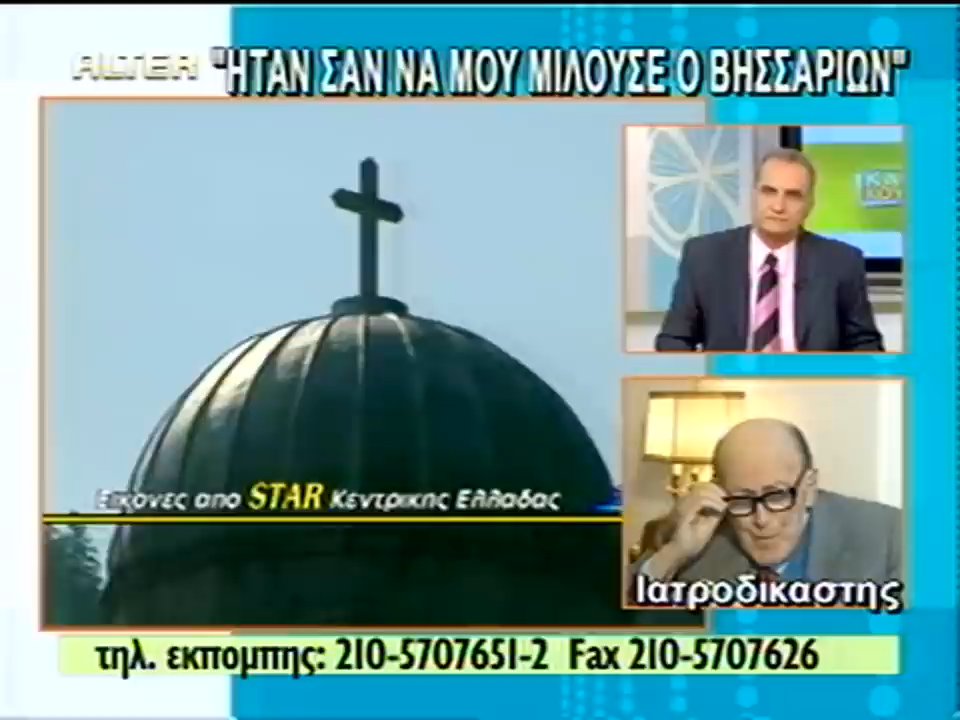 ALTER "ΗΤΑΝ ΣΑΝ ΝΑ ΜΟΥ ΜΙΛΟΥΣΕ Ο ΒΗΣΣΑΡΙΩΝ"
Εικονες απο STAR Κεντρικης Ελλαδας
Ιατροδικαστης
τηλ. εκπομπης: 210-5707651-2 Fax 210-5707626